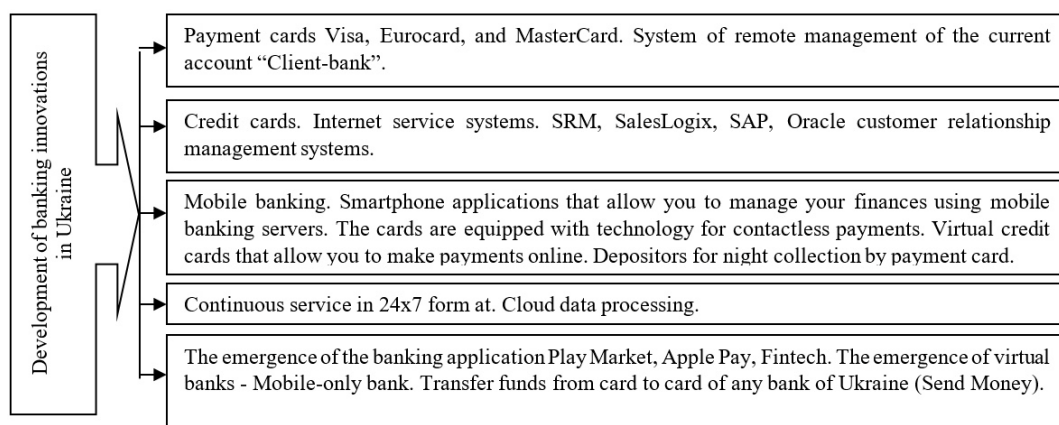 Development of banking innovations
in Ukraine
Payment cards Visa, Eurocard, and MasterCard. System of remote management of the current
account “Client-bank”.
Credit cards. Internet service systems. SRM, SalesLogix, SAP, Oracle customer relationship
management systems.
Mobile banking. Smartphone applications that allow you to manage your finances using mobile
banking servers. The cards are equipped with technology for contactless payments. Virtual credit
cards that allow you to make payments online. Depositors for night collection by payment card.
Continuous service in 24x7 form at. Cloud data processing.
The emergence of the banking application Play Market, Apple Pay, Fintech. The emergence of virtual
banks - Mobile-only bank. Transfer funds from card to card of any bank of Ukraine (Send Money).